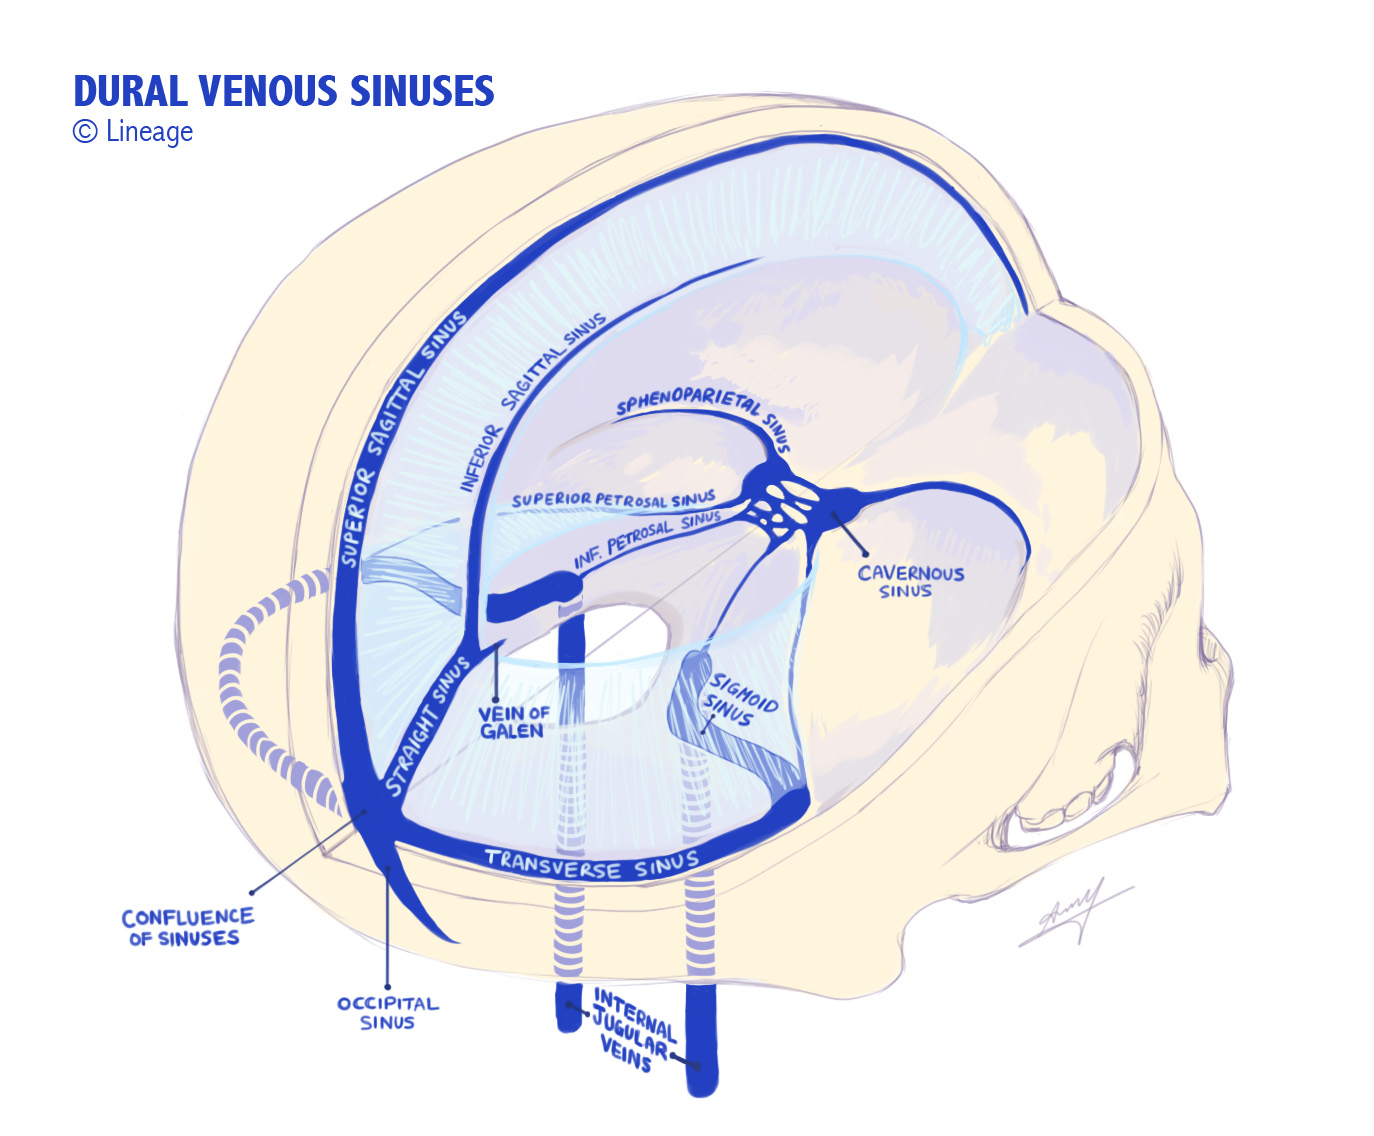 DURAL VENOUS SINUSES
© Lineage
SUPERIOR SAGITTAL SINUS
INFERIOR SAGITTAL SINUS
SPHENOPARIETAL SINUS
SUPERIOR PETROSAL SINUS
INF. PETROSAL SINUS
CAVERNOUS
SINUS
SIGMOID
SINUS
STRAIGHT SINUS
VEIN OF
GALEN
TRANSVERSE SINUS
CONFLUENCE
OF SINUSES
OCCIPITAL
SINUS
INTERNAL
JUGULAR
VEINS
Amy